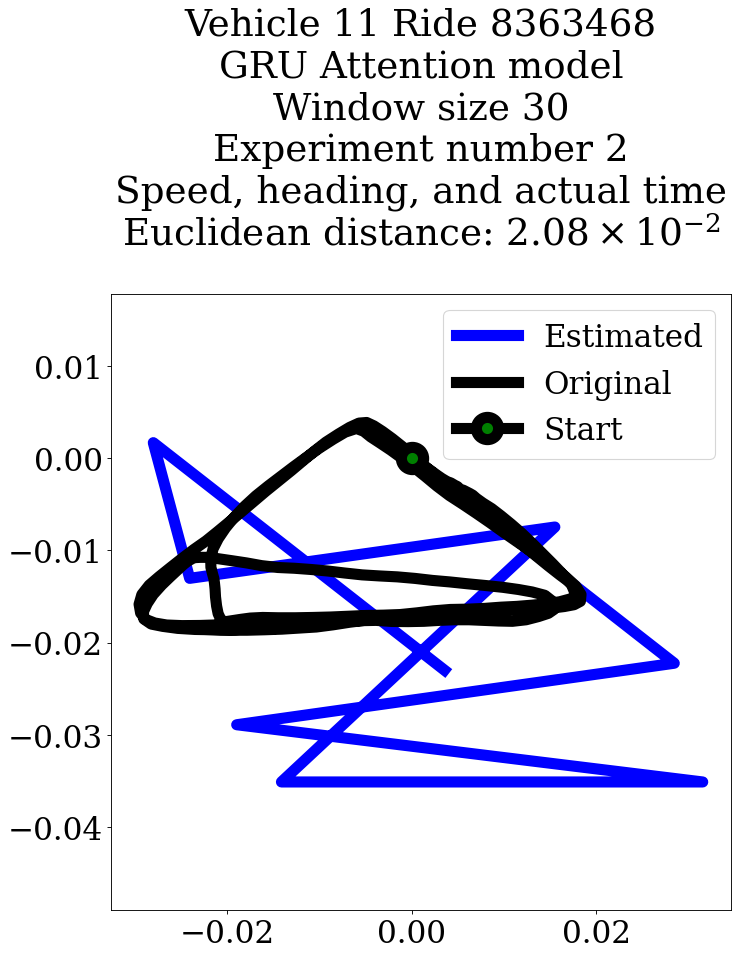 Vehicle 11 Ride 8363468
GRU Attention model
Window size 30
Experiment number 2
Speed, heading, and actual time
Euclidean distance: 2.08 × 10⁻²
Estimated
Original
Start
0.01
0.00
−0.01
−0.02
−0.03
−0.04
−0.02 0.00 0.02